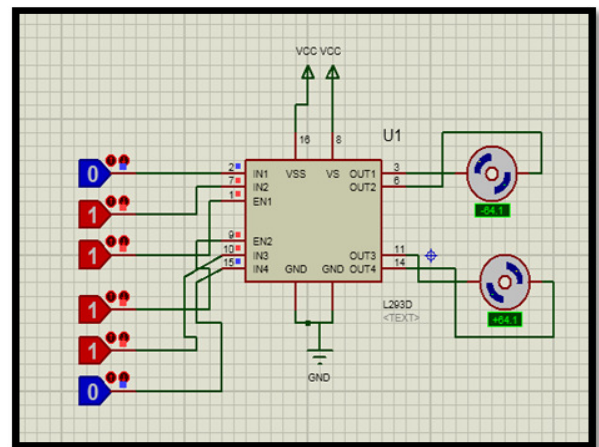 VCC VCC
U1
16 8
0 2 IN1 VSS VS OUT1 3
7 IN2 OUT2 6
1 1 EN1
-64.1
1
9 EN2
10 IN3 OUT3 11
15 IN4 GND GND OUT4 14
1
L293D
<TEXT>
+64.1
1
GND
0